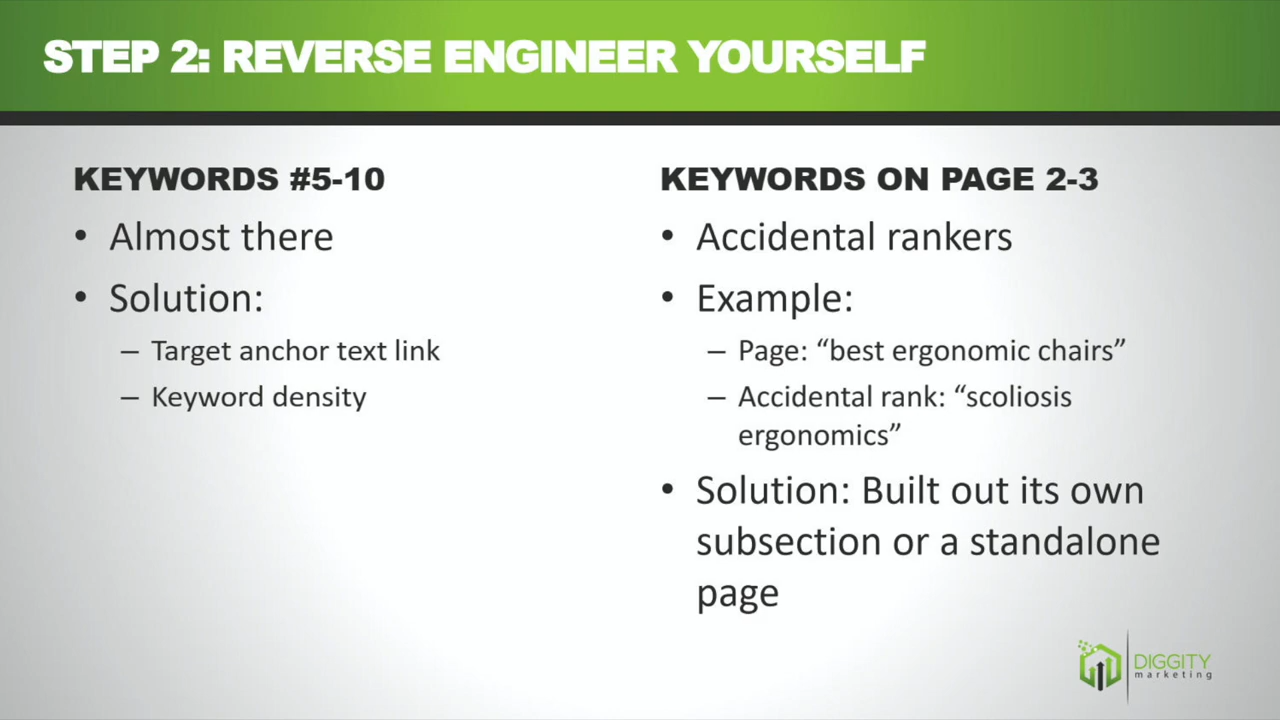 STEP 2: REVERSE ENGINEER YOURSELF
KEYWORDS #5-10
• Almost there
• Solution:
– Target anchor text link
– Keyword density
KEYWORDS ON PAGE 2-3
• Accidental rankers
• Example:
– Page: “best ergonomic chairs”
– Accidental rank: “scoliosis
ergonomics”
• Solution: Built out its own
subsection or a standalone
page
DIGGITY
marketing